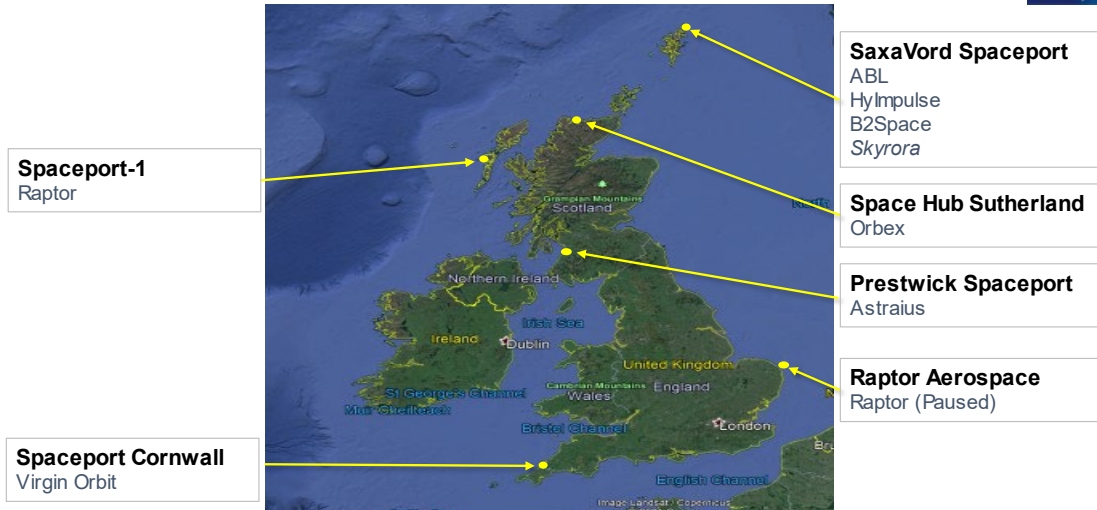 SaxaVord Spaceport
ABL
HyImpulse
B2Space
Skyrora
Spaceport-1
Raptor
Space Hub Sutherland
Orbex
Prestwick Spaceport
Astraius
Raptor Aerospace
Raptor (Paused)
Spaceport Cornwall
Virgin Orbit
Grampian Mountains
Scotland
North
Northern Ireland
Irish Sea
Ireland
Dublin
United Kingdom
St George's Channel
Cambrian Mountains
England
Wales
Bristol Channel
London
English Channel
Image Landsat / Copernicus